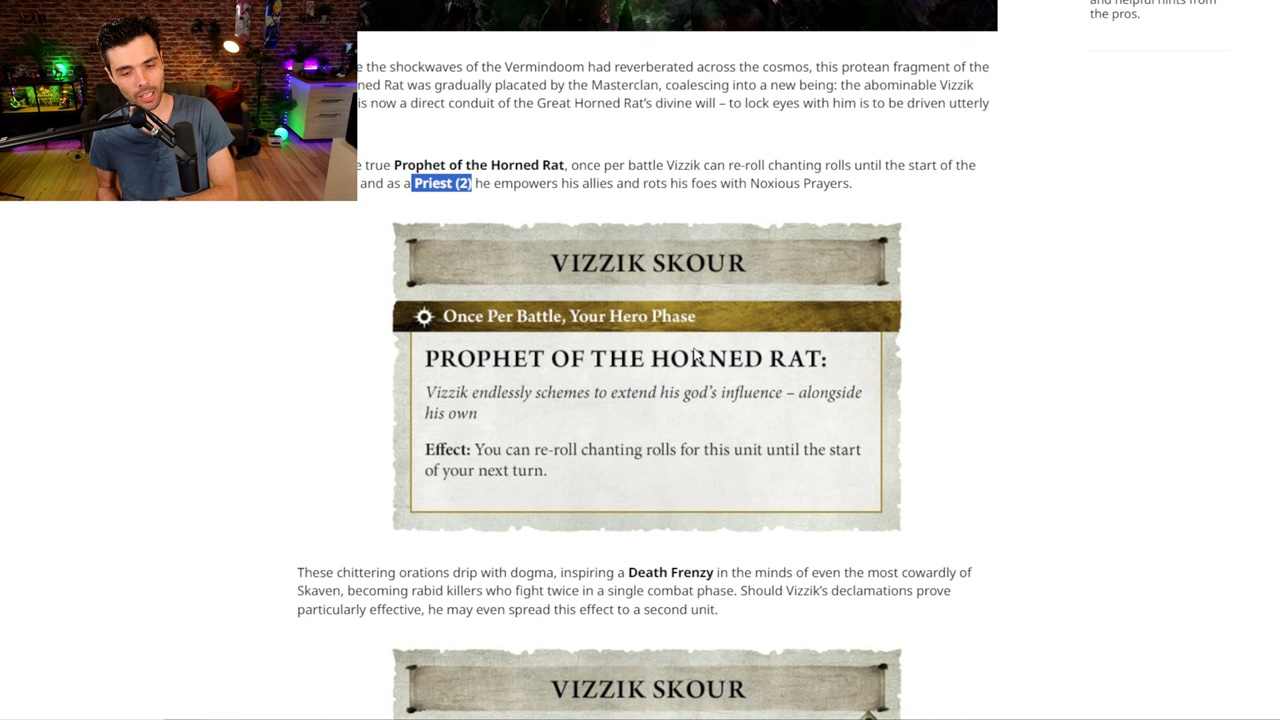 and helpful hints from
the pros.
e the shockwaves of the Vermindoom had reverberated across the cosmos, this protean fragment of the
ned Rat was gradually placated by the Masterclan, coalescing into a new being: the abominable Vizzik
is now a direct conduit of the Great Horned Rat's divine will – to lock eyes with him is to be driven utterly
e true Prophet of the Horned Rat, once per battle Vizzik can re-roll chanting rolls until the start of the
and as a Priest (2) he empowers his allies and rots his foes with Noxious Prayers.
VIZZIK SKOUR
Once Per Battle, Your Hero Phase
PROPHET OF THE HORNED RAT:
Vizzik endlessly schemes to extend his god's influence – alongside
his own
Effect: You can re-roll chanting rolls for this unit until the start
of your next turn.
These chittering orations drip with dogma, inspiring a Death Frenzy in the minds of even the most cowardly of
Skaven, becoming rabid killers who fight twice in a single combat phase. Should Vizzik's declamations prove
particularly effective, he may even spread this effect to a second unit.
VIZZIK SKOUR